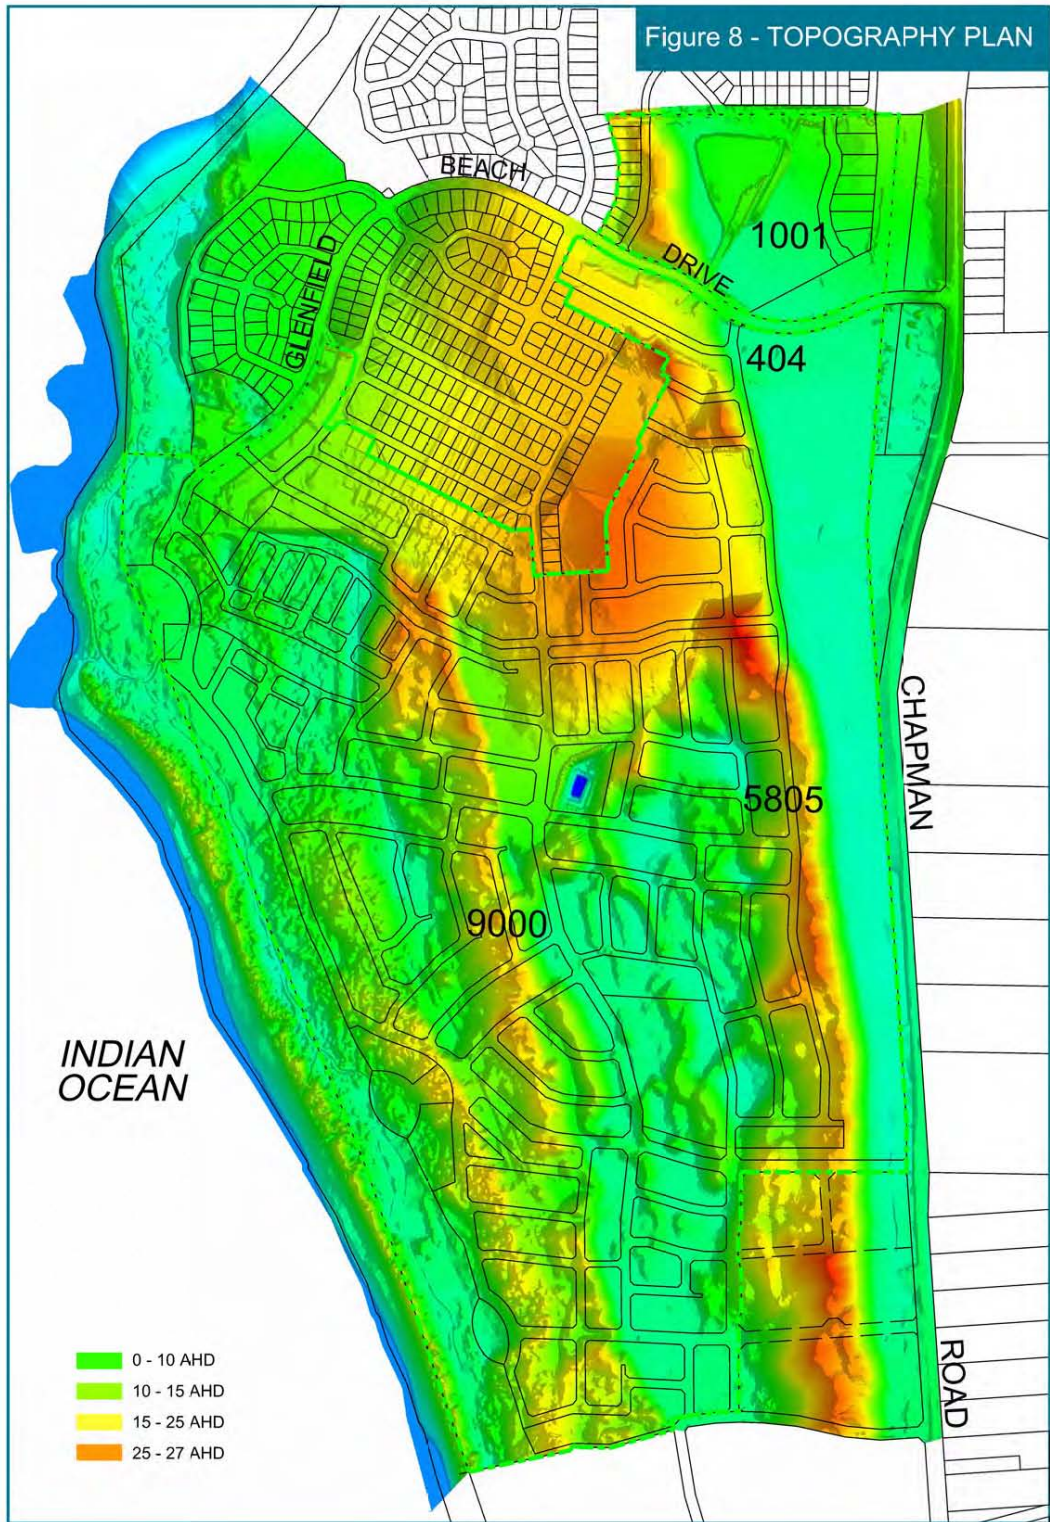 Figure 8 - TOPOGRAPHY PLAN
BEACH
DRIVE
1001
GLENFIELD
404
CHAPMAN
5805
9000
INDIAN
OCEAN
ROAD
0 - 10 AHD
10 - 15 AHD
15 - 25 AHD
25 - 27 AHD